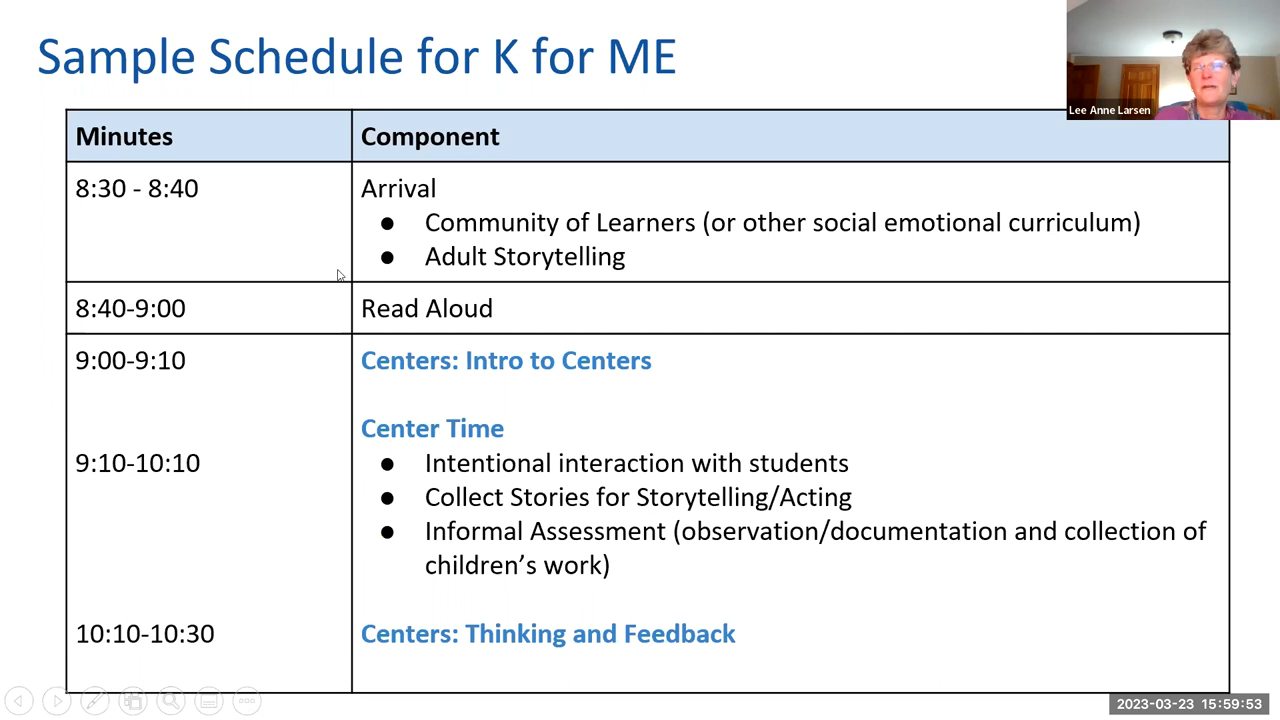 Sample Schedule for K for ME
Lee Anne Larsen
Minutes
Component
8:30 - 8:40
Arrival
● Community of Learners (or other social emotional curriculum)
● Adult Storytelling
8:40-9:00
Read Aloud
9:00-9:10
Centers: Intro to Centers
Center Time
9:10-10:10
● Intentional interaction with students
● Collect Stories for Storytelling/Acting
● Informal Assessment (observation/documentation and collection of
children’s work)
10:10-10:30
Centers: Thinking and Feedback
2023-03-23 15:59:53